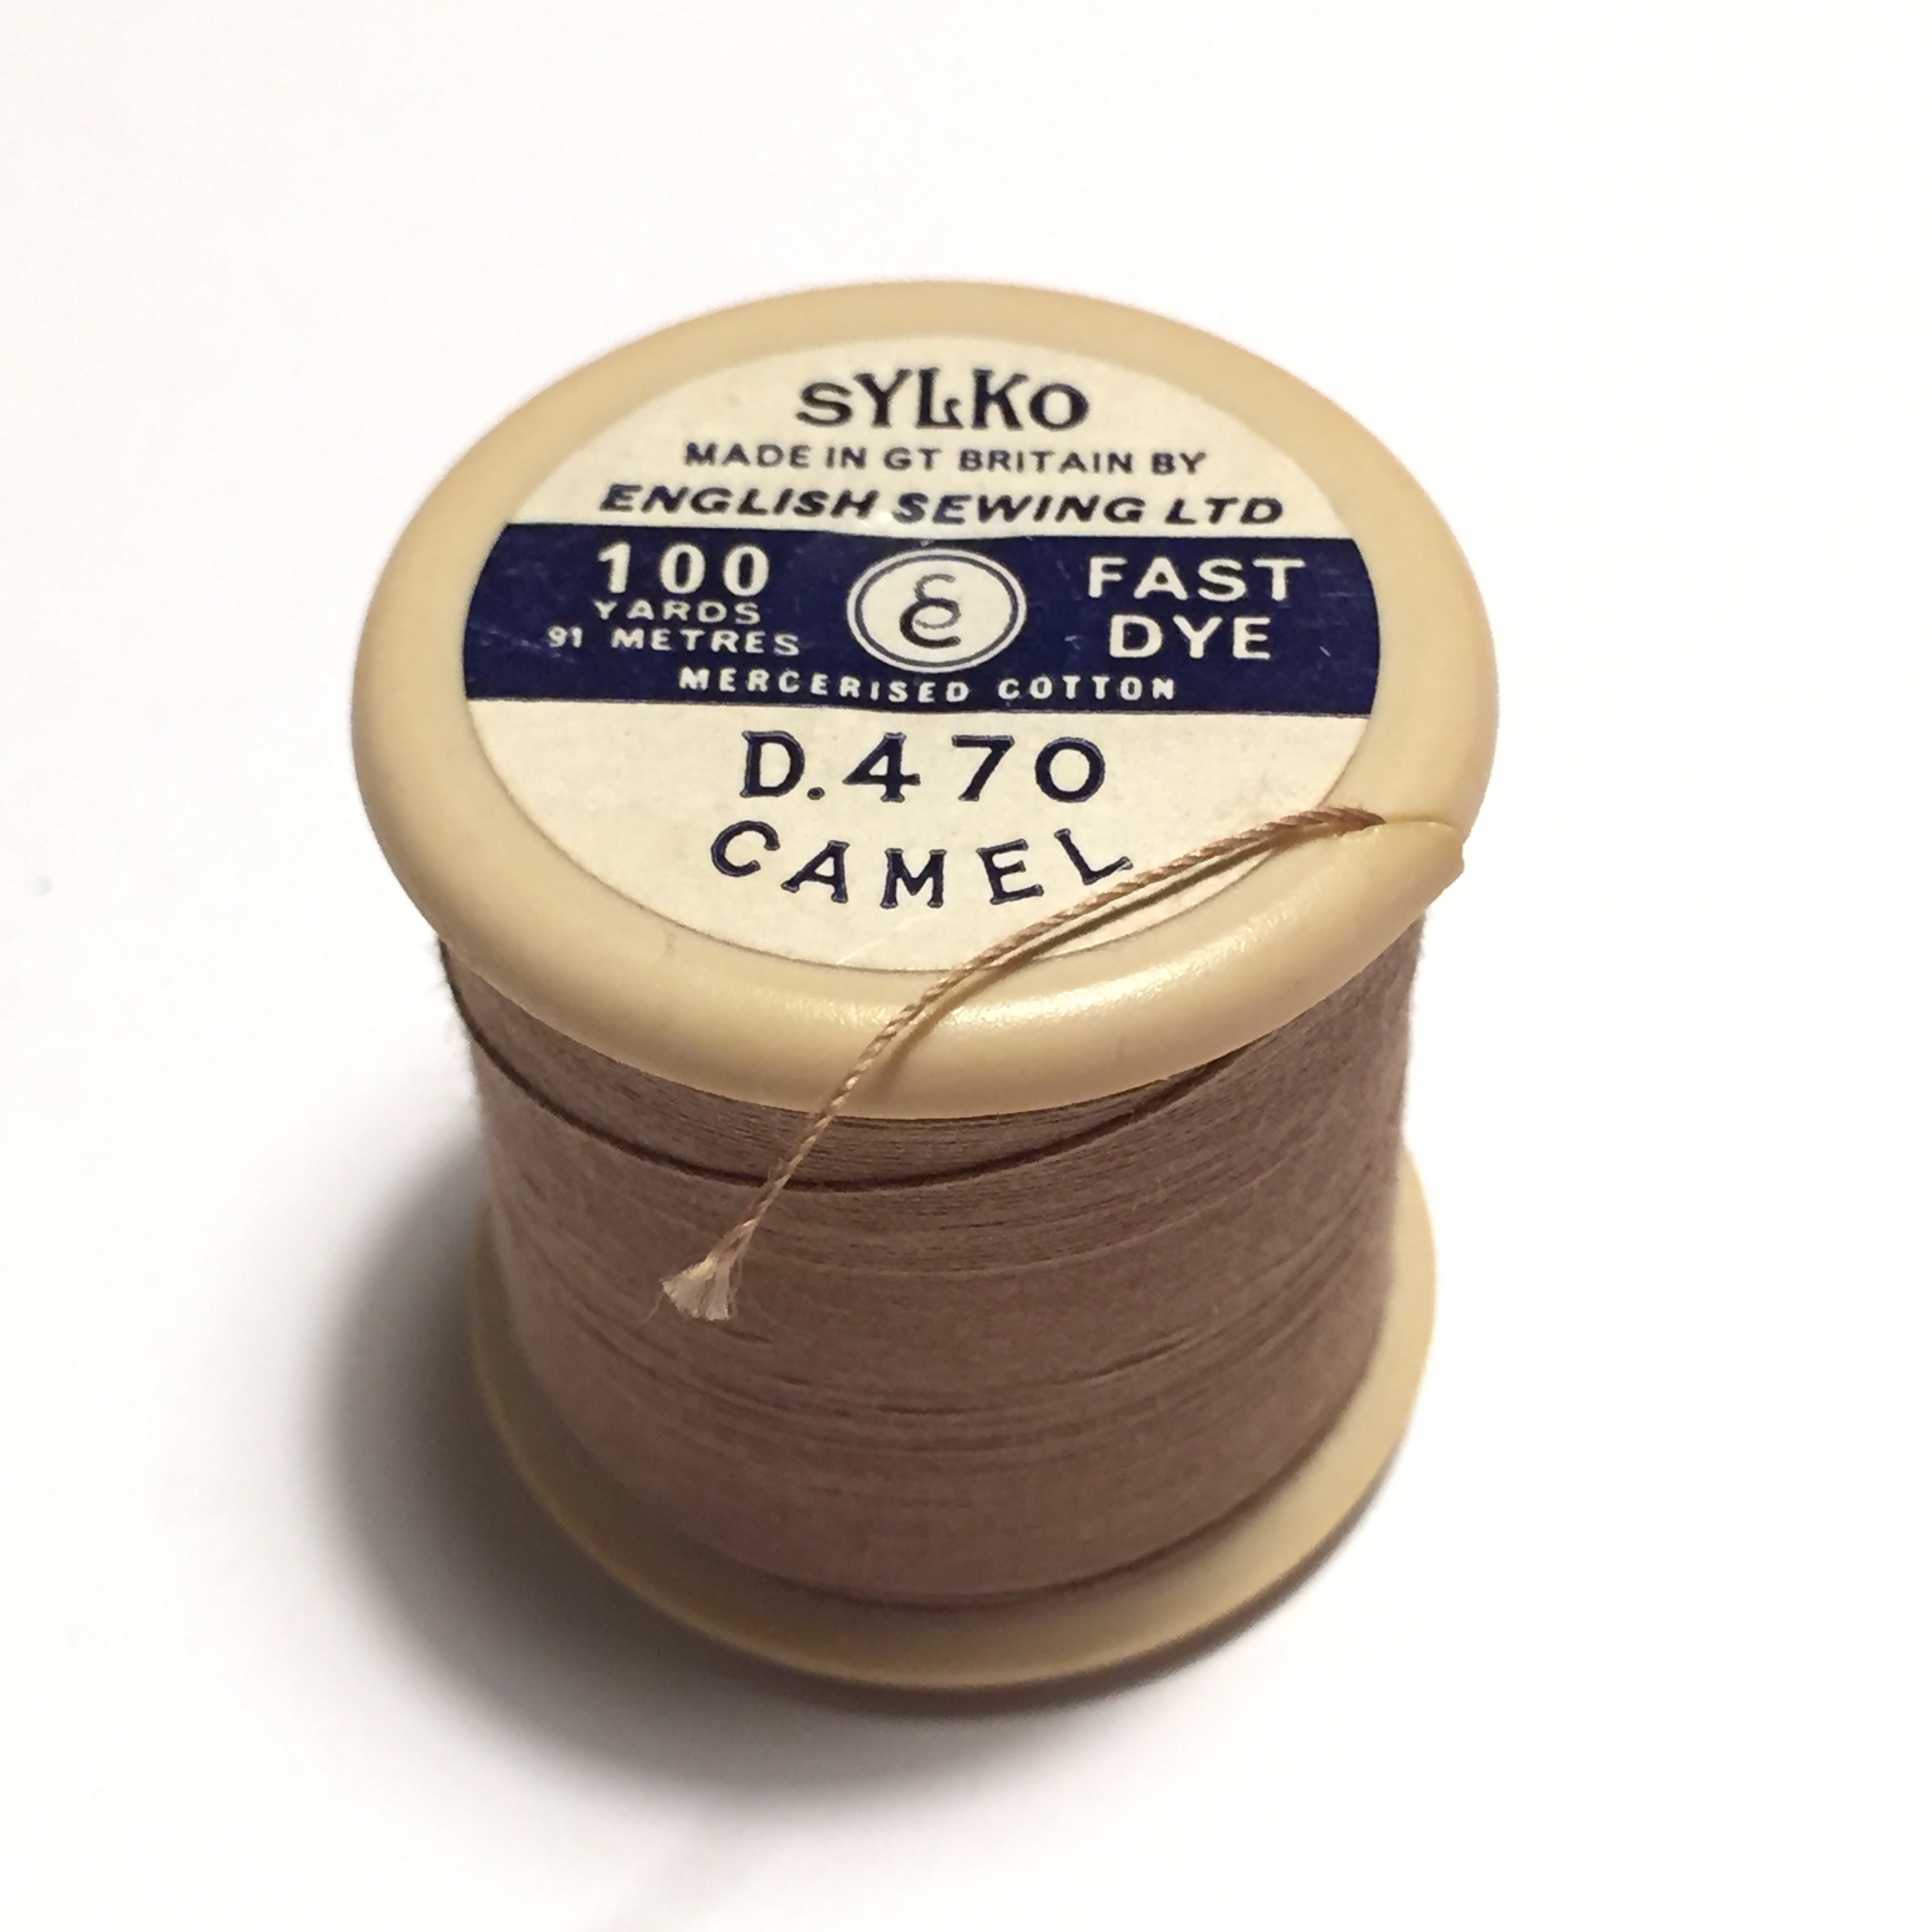 SYLKO
MADE IN GT BRITAIN BY
ENGLISH SEWING LTD
100
YARDS
91 METRES
FAST
DYE
MERCERISED COTTON
D.470
CAMEL